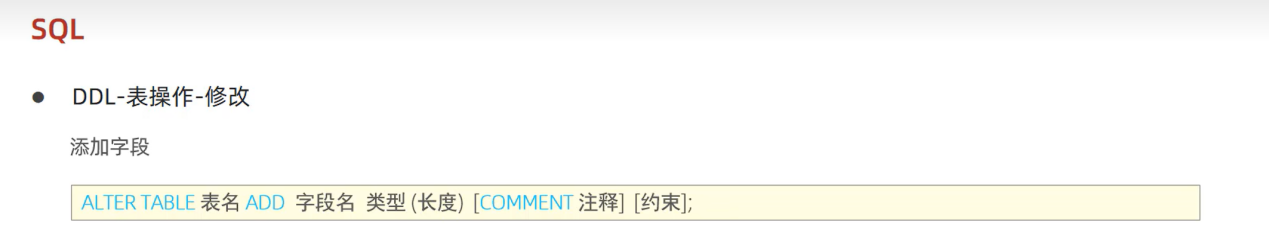 SQL
● DDL-表操作-修改
添加字段
ALTER TABLE 表名 ADD 字段名 类型 (长度) [COMMENT 注释] [约束];